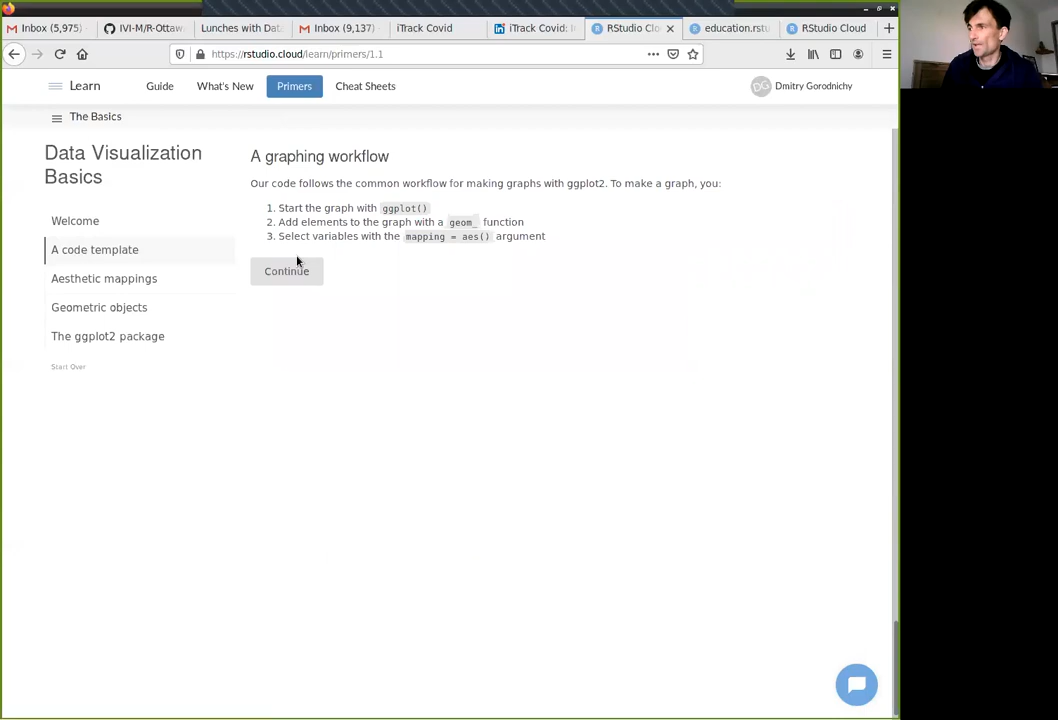 Inbox (5,975)
IVI-M/R-Ottaw
Lunches with Data
Inbox (9,137)
iTrack Covid
iTrack Covid:
RStudio Clo
education.rstu
RStudio Cloud
https://rstudio.cloud/learn/primers/1.1
Learn
Guide
What's New
Primers
Cheat Sheets
DG
Dmitry Gorodnichy
The Basics
Data Visualization
Basics
Welcome
A code template
Aesthetic mappings
Geometric objects
The ggplot2 package
Start Over
A graphing workflow
Our code follows the common workflow for making graphs with ggplot2. To make a graph, you:
1. Start the graph with ggplot()
2. Add elements to the graph with a geom_ function
3. Select variables with the mapping = aes() argument
Continue